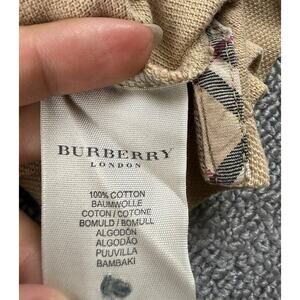 BURBERRY
LONDON
100% COTTON
BAUMWOLLE
COTON / COTONE
BOMULD / BOMULL
ALGODÓN
ALGODÃO
PUUVILLA
BAMBAKI